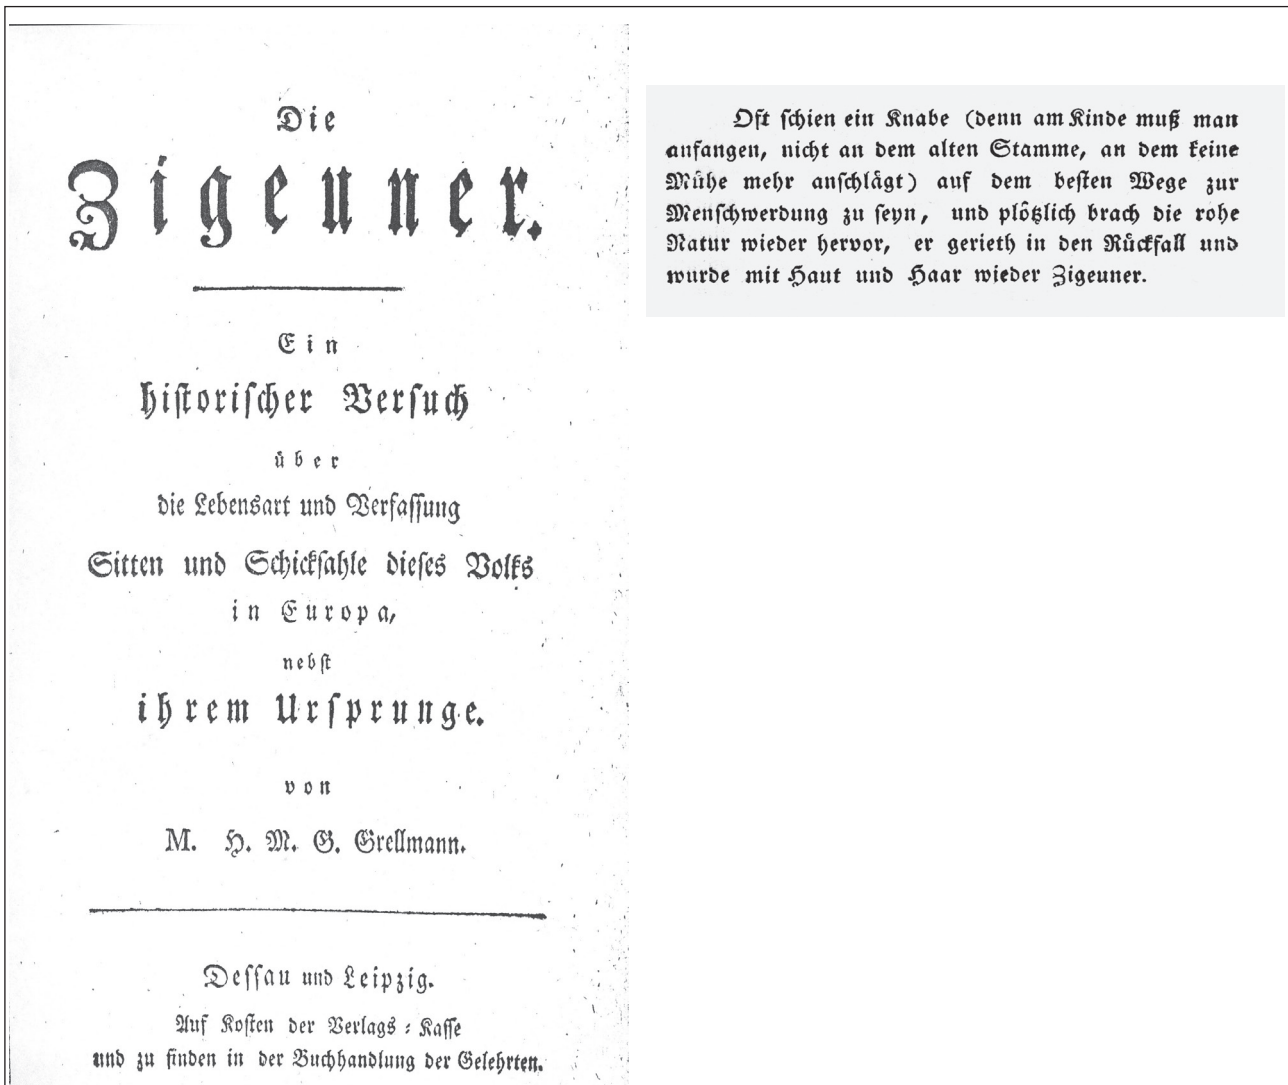 Die
Zigeuner.
Ein
historischer Versuch
über
die Lebensart und Verfassung
Sitten und Schicksahle dieses Volks
in Europa,
nebst
ihrem Ursprunge.
von
M. H. M. G. Grellmann.
Dessau und Leipzig.
Auf Kosten der Verlags-Kasse
und zu finden in der Buchhandlung der Gelehrten.
Oft schien ein Knabe (denn am Kinde muß man
anfangen, nicht an dem alten Stamme, an dem keine
Mühe mehr anschlägt) auf dem besten Wege zur
Menschwerdung zu seyn, und plötzlich brach die rohe
Natur wieder hervor, er gerieth in den Rückfall und
wurde mit Haut und Haar wieder Zigeuner.